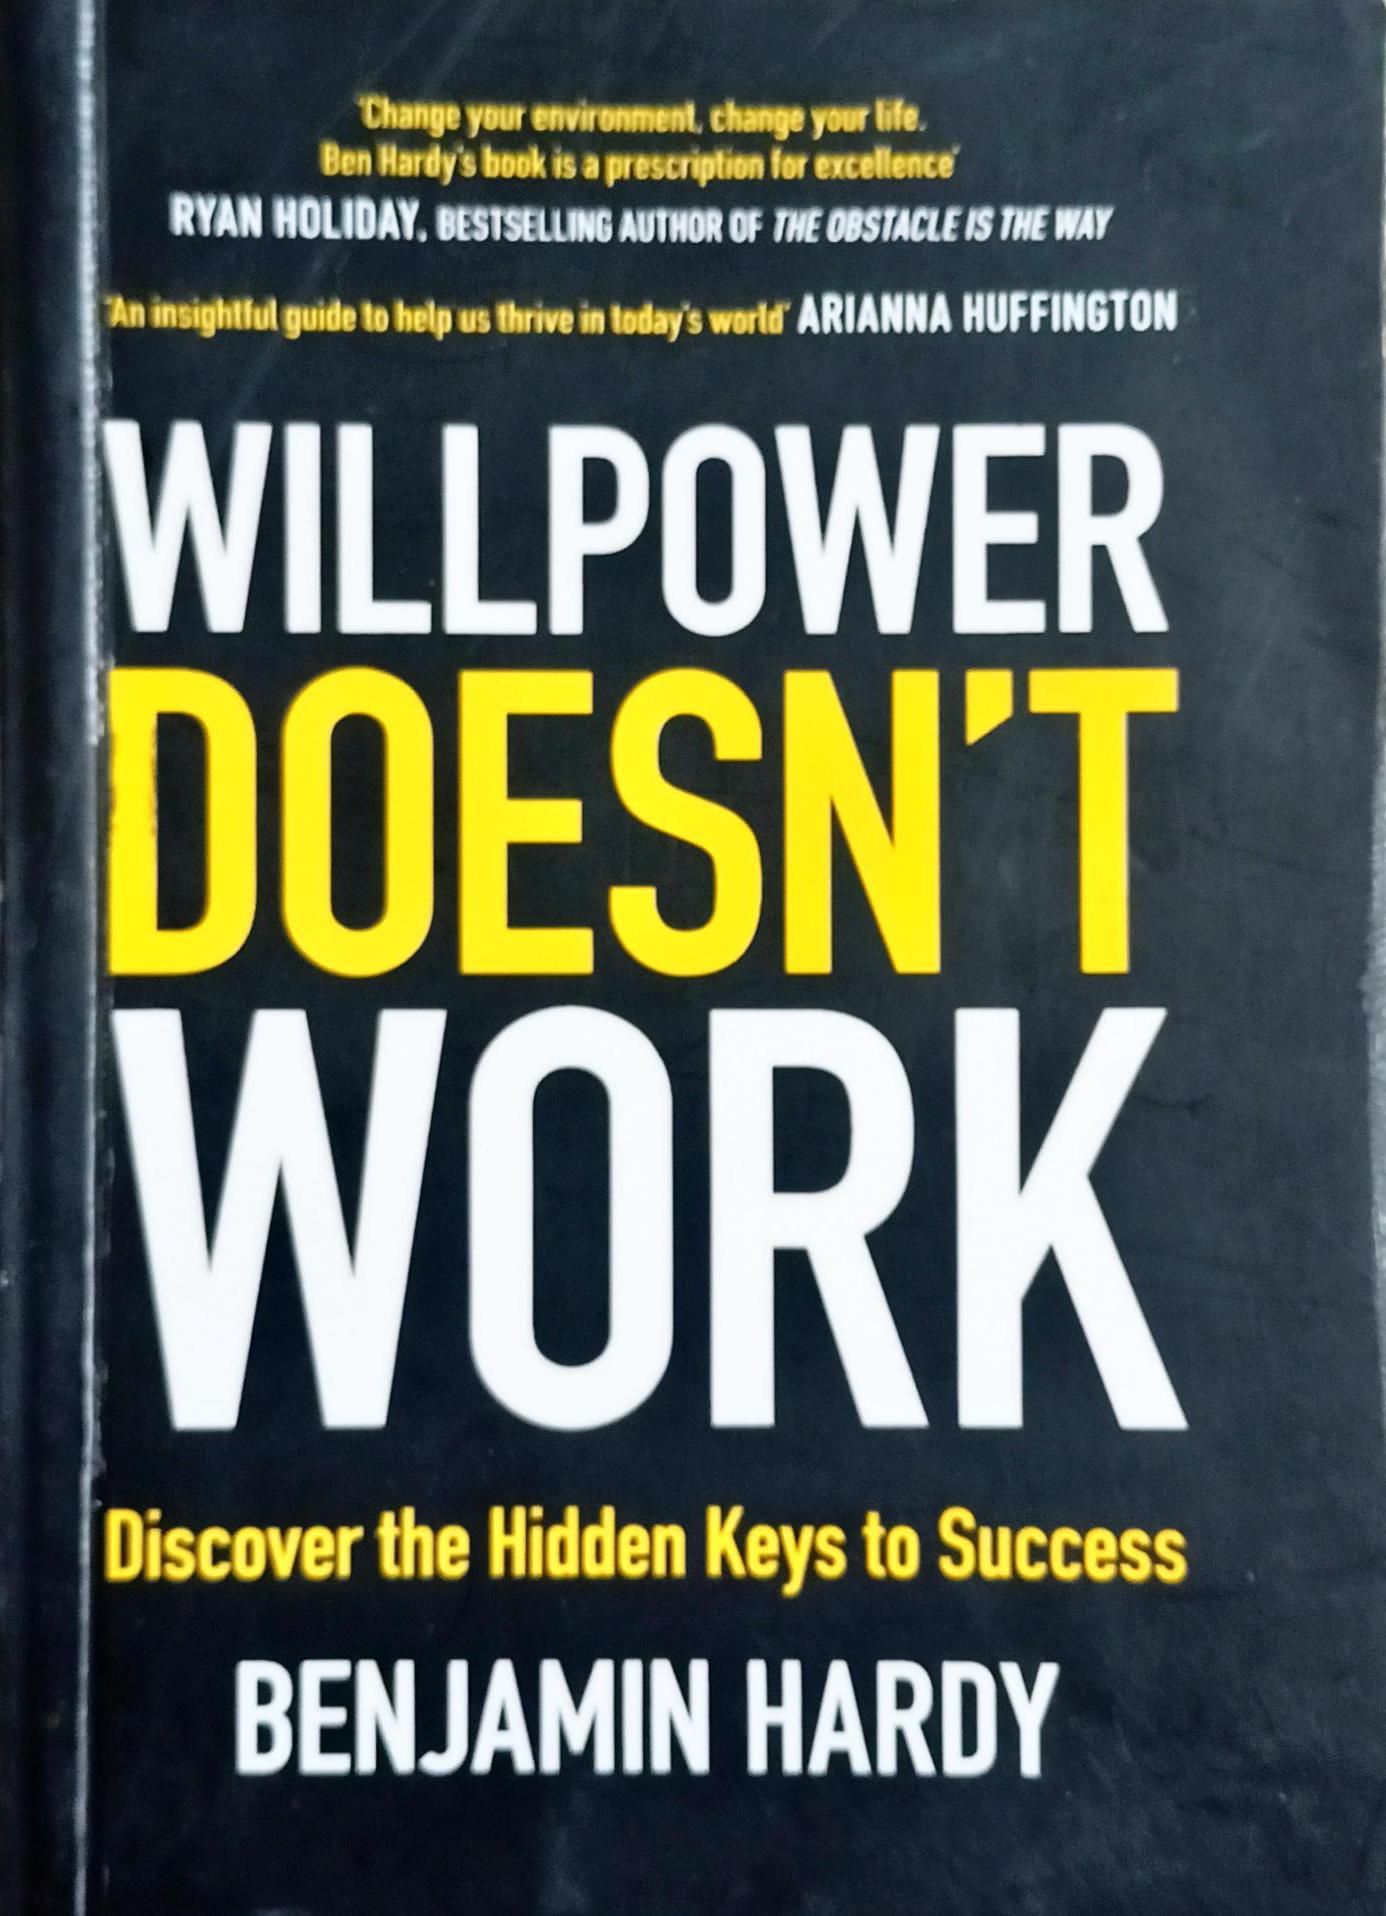 'Change your environment, change your life.
Ben Hardy's book is a prescription for excellence'
RYAN HOLIDAY, BESTSELLING AUTHOR OF THE OBSTACLE IS THE WAY
'An insightful guide to help us thrive in today's world' ARIANNA HUFFINGTON
WILLPOWER
DOESN'T
WORK
Discover the Hidden Keys to Success
BENJAMIN HARDY